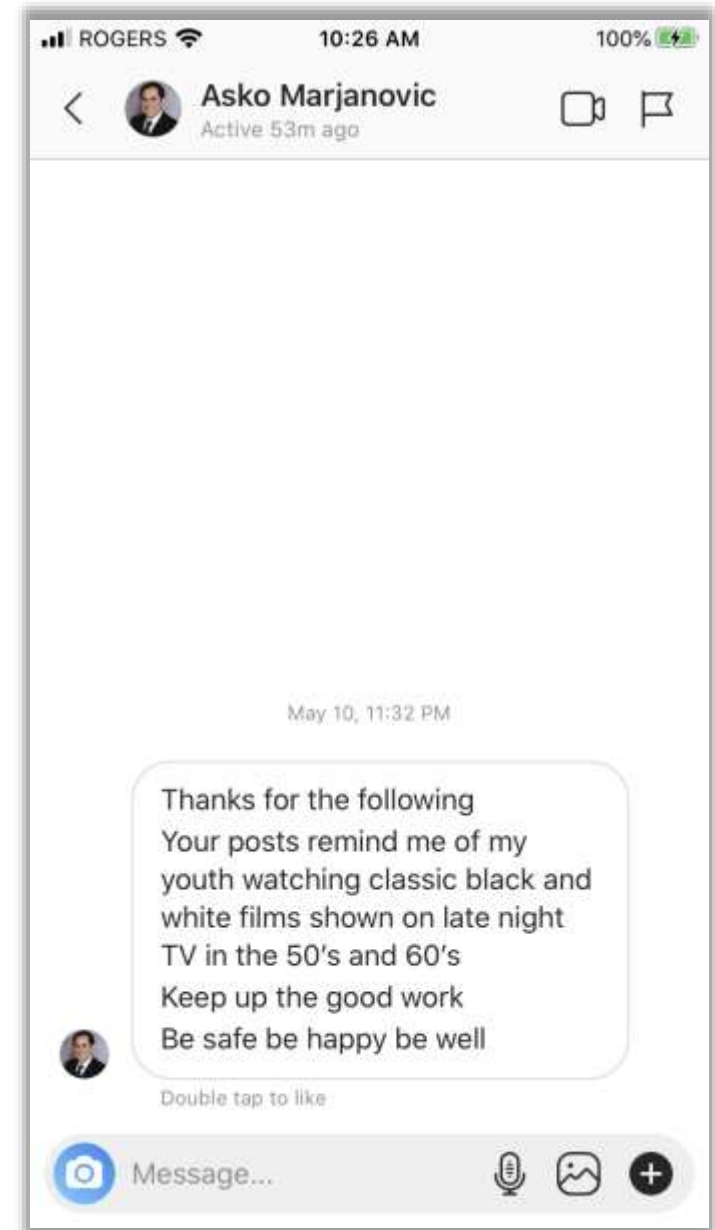 ROGERS 10:26 AM 100%
Asko Marjanovic
Active 53m ago
May 10, 11:32 PM
Thanks for the following
Your posts remind me of my
youth watching classic black and
white films shown on late night
TV in the 50's and 60's
Keep up the good work
Be safe be happy be well
Double tap to like
Message...